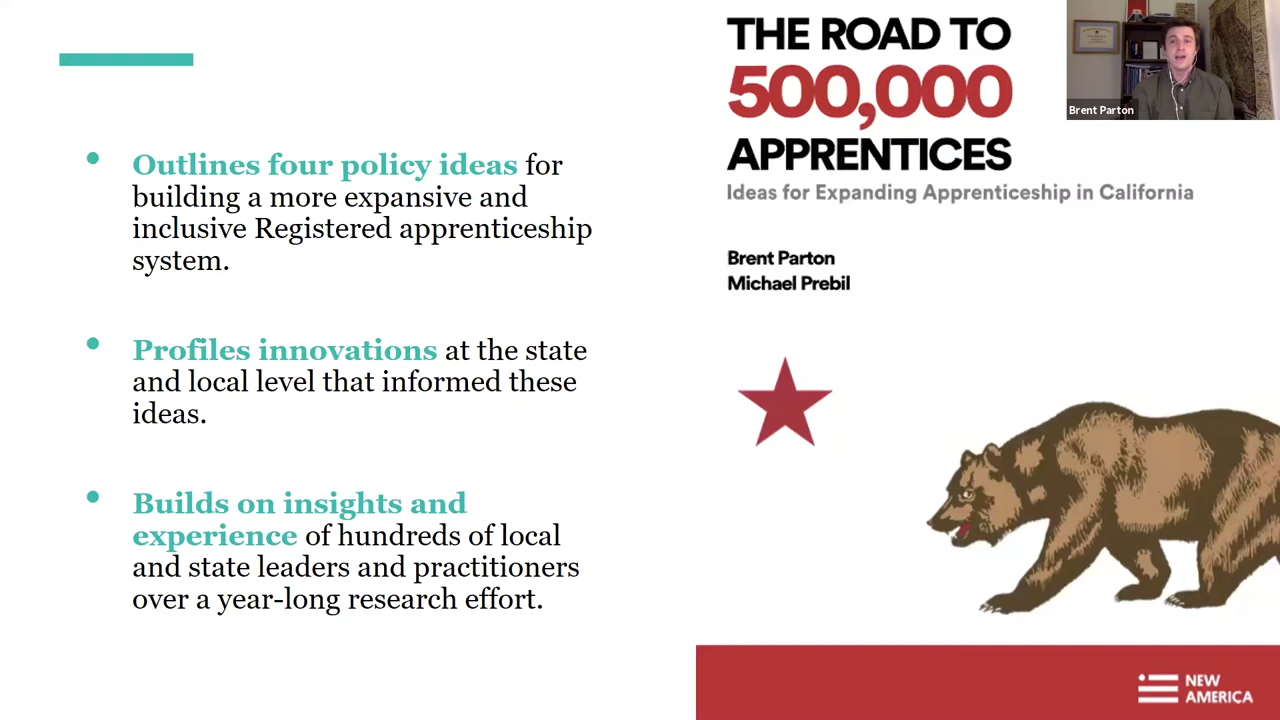 Outlines four policy ideas for
building a more expansive and
inclusive Registered apprenticeship
system.
Profiles innovations at the state
and local level that informed these
ideas.
Builds on insights and
experience of hundreds of local
and state leaders and practitioners
over a year-long research effort.
THE ROAD TO
500,000
APPRENTICES
Ideas for Expanding Apprenticeship in California
Brent Parton
Michael Prebil
NEW
AMERICA
Brent Parton